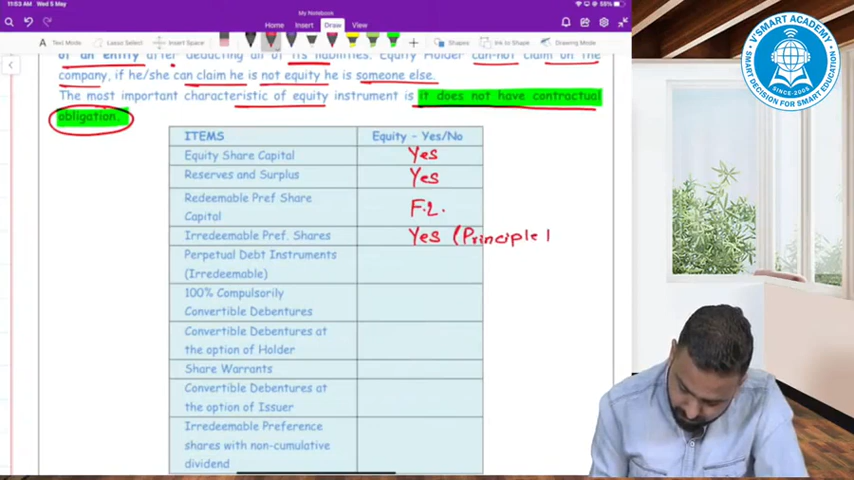 11:53 AM Wed 5 May
My Notebook
55%
Home Insert Draw View
Text Mode Lasso Select Insert Space Shapes Ink to Shape Drawing Mode
of an entity after deducting all of its liabilities. Equity Holder can-not claim on the
company, if he/she can claim he is not equity he is someone else.
The most important characteristic of equity instrument is it does not have contractual
obligation.
ITEMS Equity - Yes/No
Equity Share Capital Yes
Reserves and Surplus Yes
Redeemable Pref Share
Capital F.L.
Irredeemable Pref. Shares Yes (Principle
Perpetual Debt Instruments
(Irredeemable)
100% Compulsorily
Convertible Debentures
Convertible Debentures at
the option of Holder
Share Warrants
Convertible Debentures at
the option of Issuer
Irredeemable Preference
shares with non-cumulative
dividend
V'SMART ACADEMY
SINCE-2005
SMART DECISION FOR SMART EDUCATION